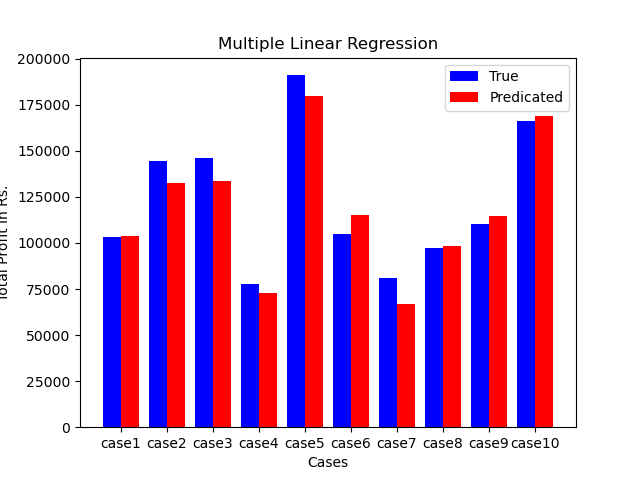 Multiple Linear Regression
Total Profit in Rs.
200000
175000
150000
125000
100000
75000
50000
25000
0
True
Predicated
case1 case2 case3 case4 case5 case6 case7 case8 case9 case10
Cases